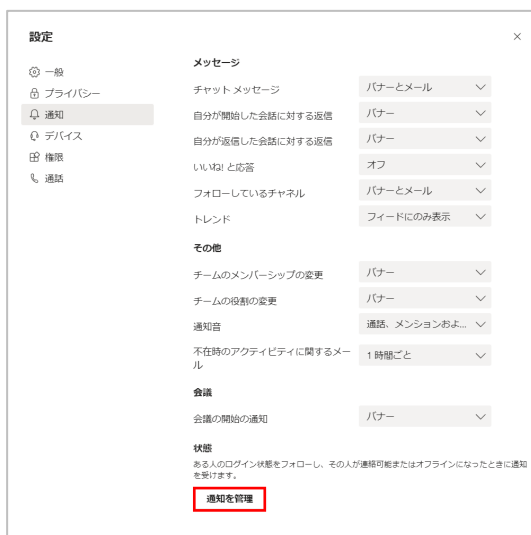 設定
一般
プライバシー
通知
デバイス
権限
通話
メッセージ
チャット メッセージ
バナーとメール
自分が開始した会話に対する返信
バナー
自分が返信した会話に対する返信
バナー
いいね! と応答
オフ
フォローしているチャネル
バナーとメール
トレンド
フィードにのみ表示
その他
チームのメンバーシップの変更
バナー
チームの役割の変更
バナー
通知音
通話、メンションおよ...
不在時のアクティビティに関するメー
ル
1 時間ごと
会議
会議の開始の通知
バナー
状態
ある人のログイン状態をフォローし、その人が連絡可能またはオフラインになったときに通知
を受けます。
通知を管理